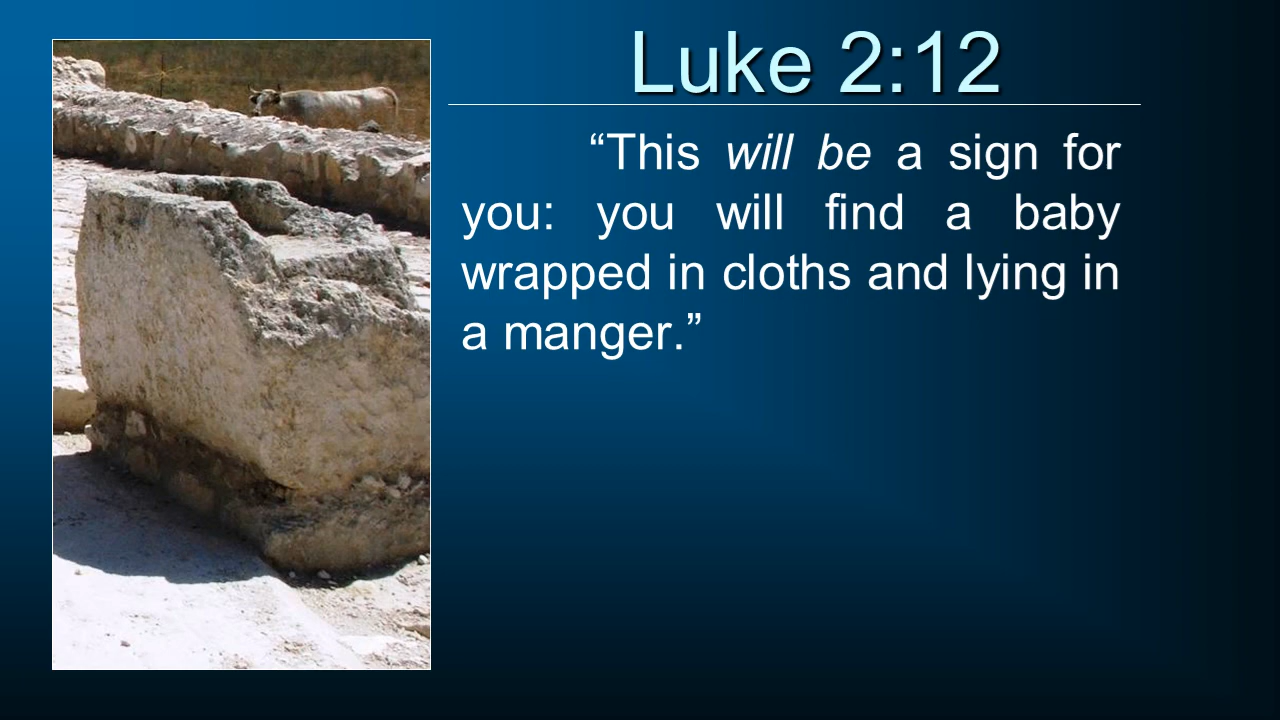 Luke 2:12
“This will be a sign for
you: you will find a baby
wrapped in cloths and lying in
a manger.”